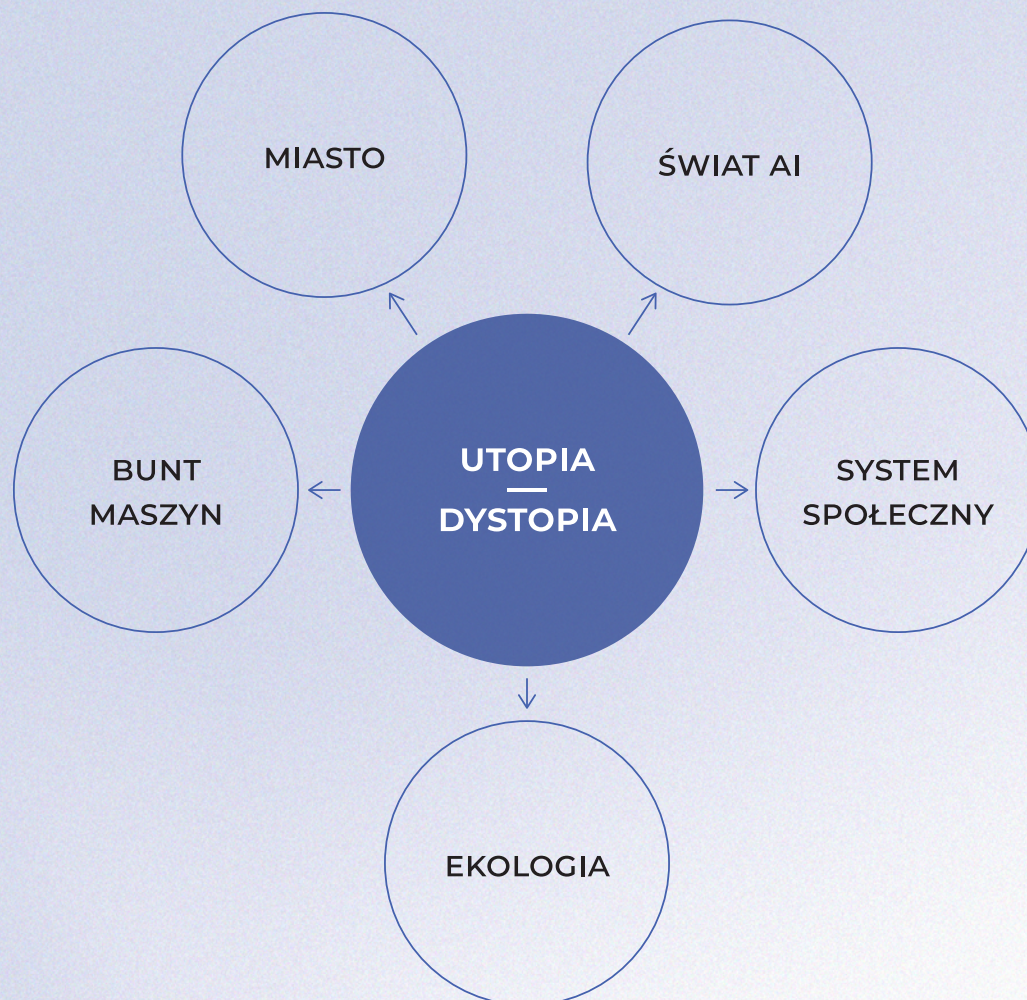 MIASTO
ŚWIAT AI
BUNT
MASZYN
UTOPIA
DYSTOPIA
SYSTEM
SPOŁECZNY
EKOLOGIA